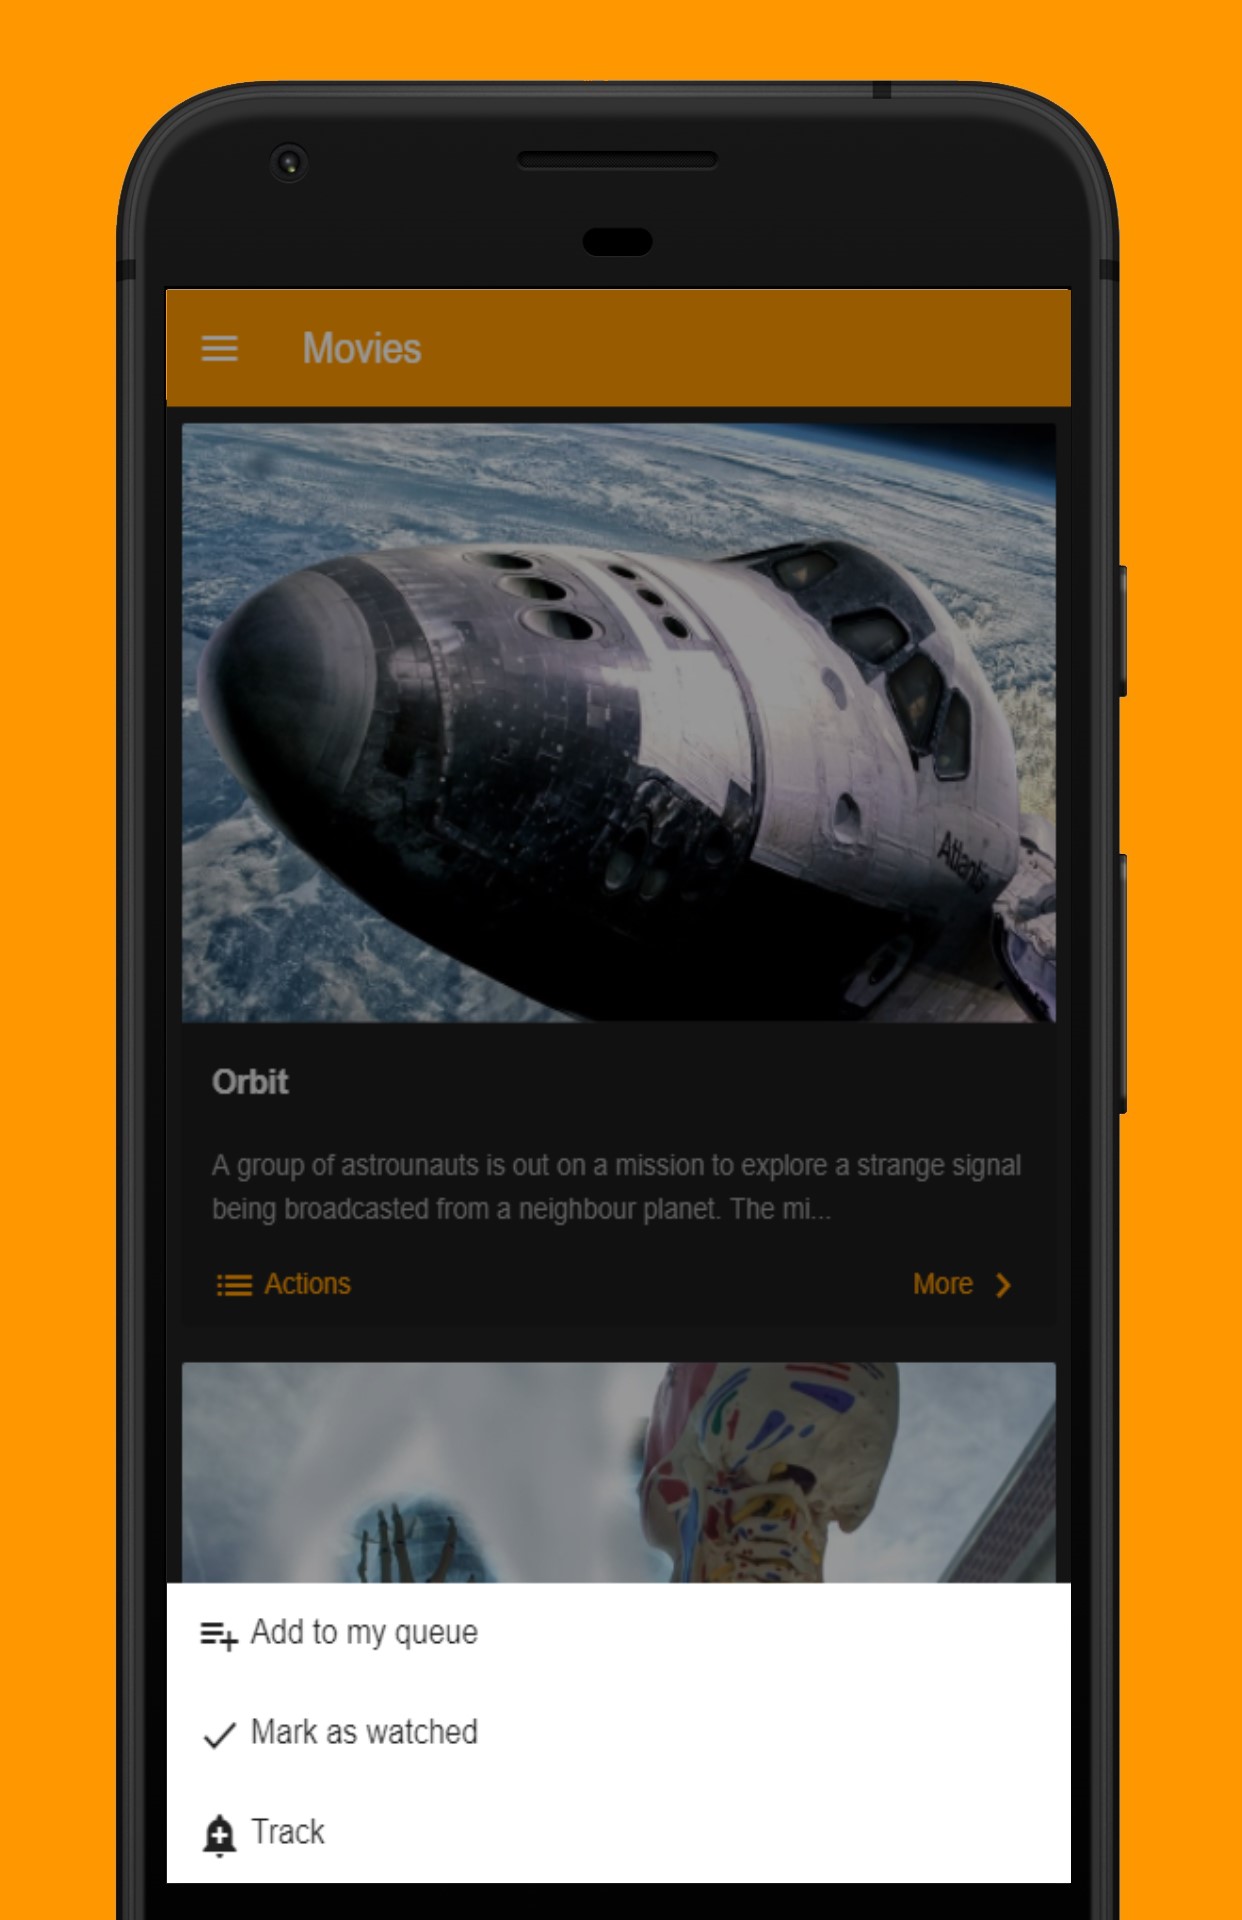 Movies
Atlantis
Orbit
A group of astrounauts is out on a mission to explore a strange signal
being broadcasted from a neighbour planet. The mi...
Actions
More
Add to my queue
Mark as watched
Track